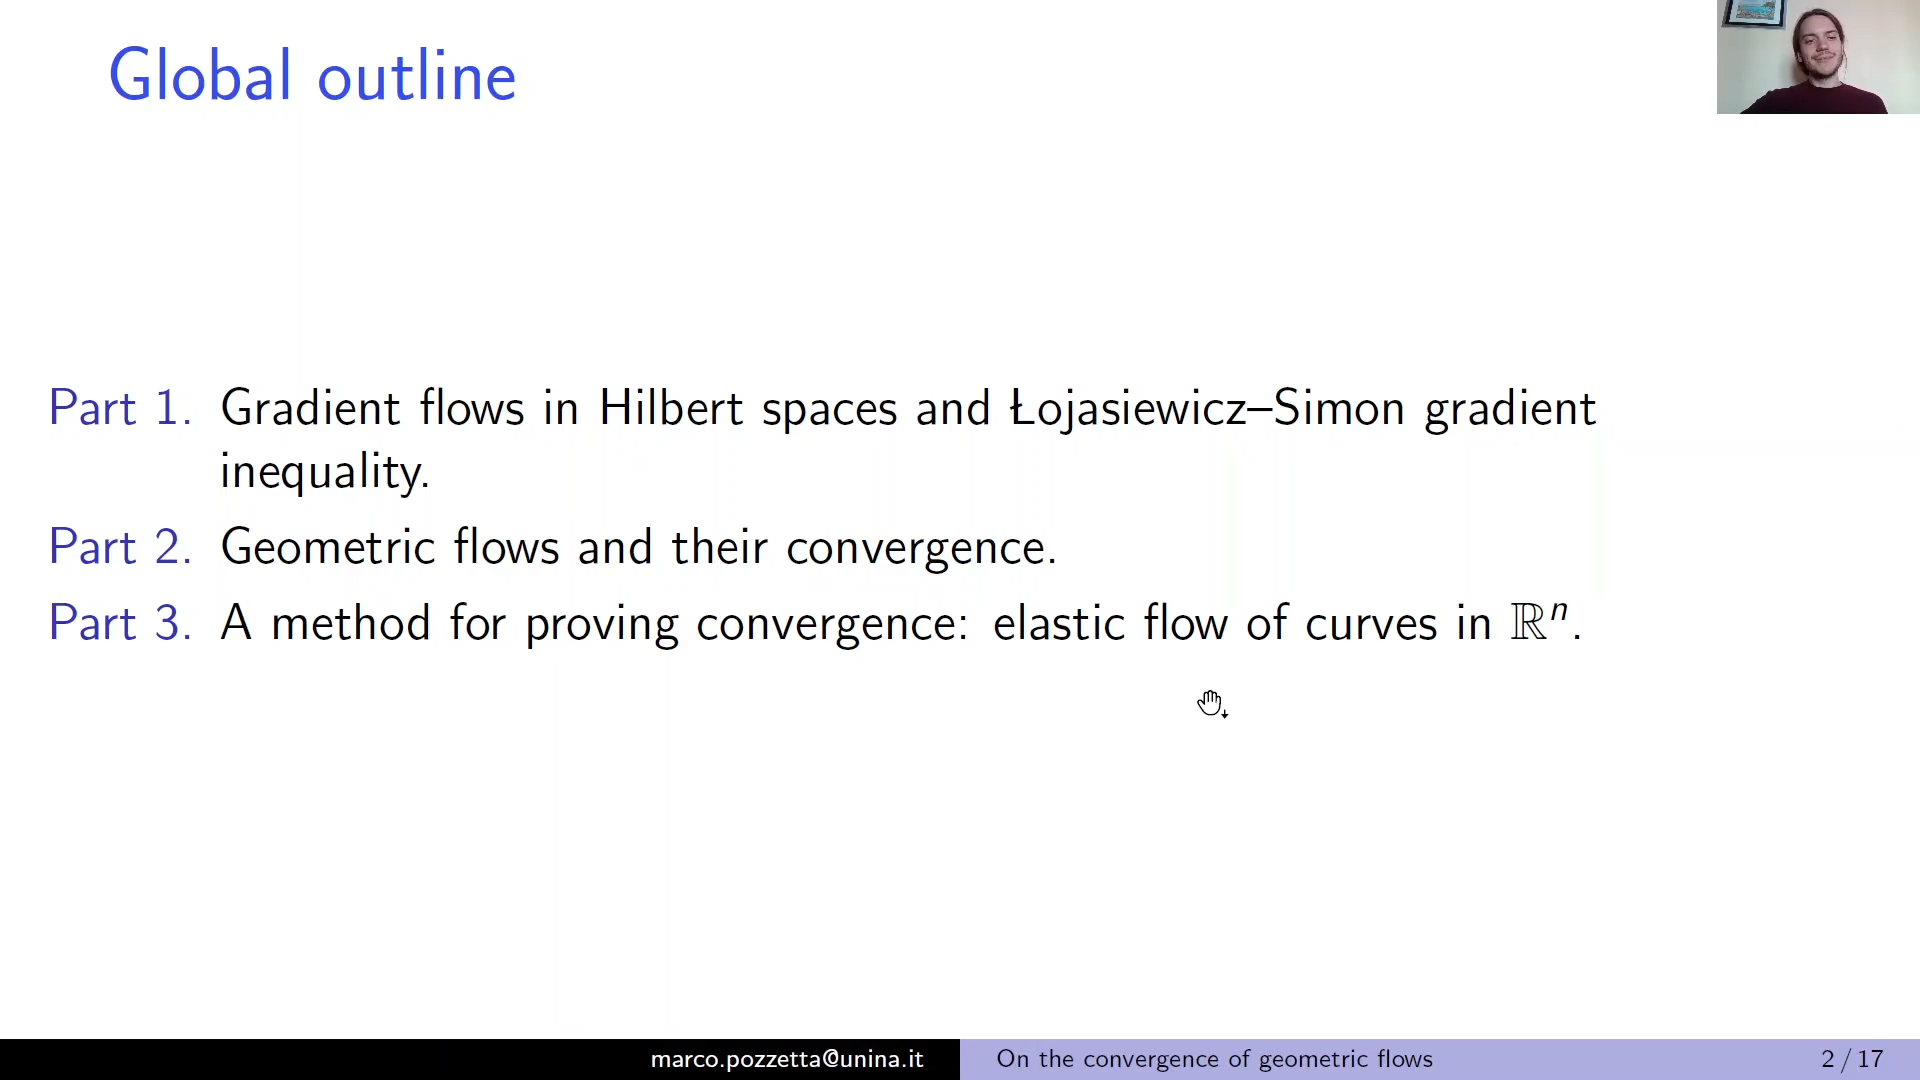 Global outline
Part 1. Gradient flows in Hilbert spaces and Łojasiewicz–Simon gradient
inequality.
Part 2. Geometric flows and their convergence.
Part 3. A method for proving convergence: elastic flow of curves in ℝⁿ.
marco.pozzetta@unina.it On the convergence of geometric flows 2 / 17